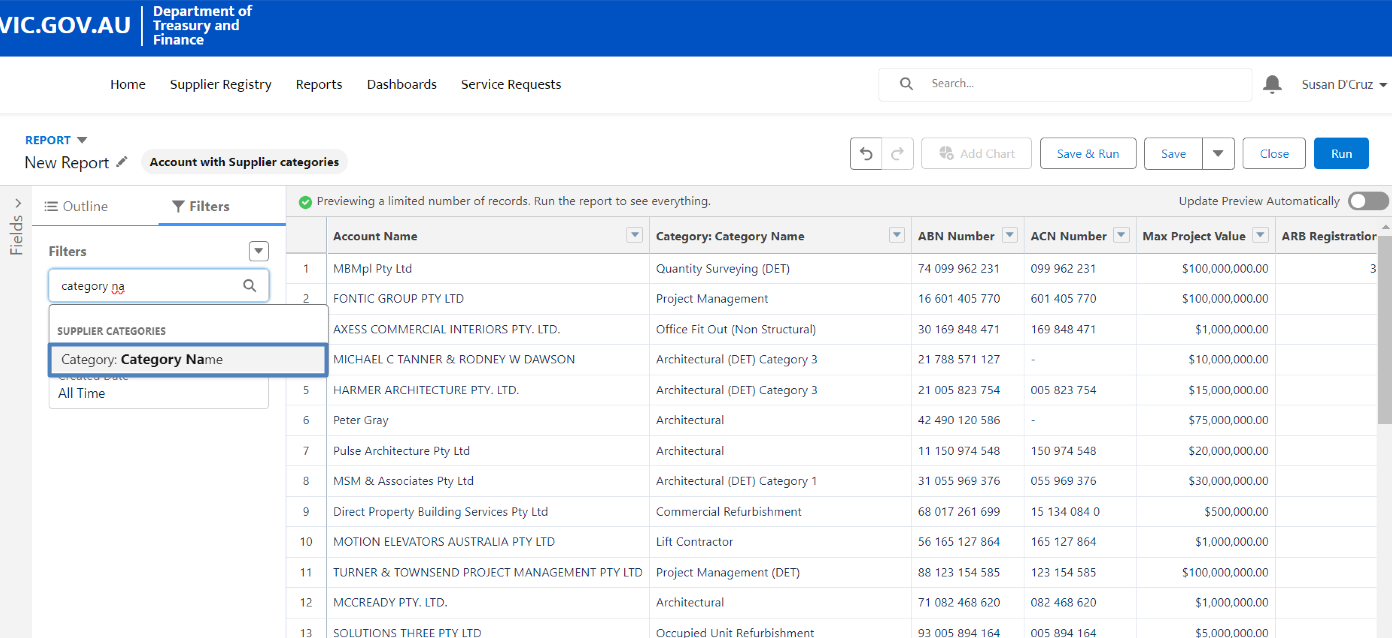 VIC.GOV.AU
Department of
Treasury and
Finance
Home Supplier Registry Reports Dashboards Service Requests
Search...
Susan D'Cruz
REPORT
New Report
Account with Supplier categories
Add Chart
Save & Run
Save
Close
Run
Fields
Outline
Filters
Previewing a limited number of records. Run the report to see everything.
Update Preview Automatically
Filters
category na
SUPPLIER CATEGORIES
Category: Category Name
Created Date
All Time
Account Name Category: Category Name ABN Number ACN Number Max Project Value ARB Registration
1 MBMpl Pty Ltd Quantity Surveying (DET) 74 099 962 231 099 962 231 $100,000,000.00 3
2 FONTIC GROUP PTY LTD Project Management 16 601 405 770 601 405 770 $100,000,000.00
AXESS COMMERCIAL INTERIORS PTY. LTD. Office Fit Out (Non Structural) 30 169 848 471 169 848 471 $1,000,000.00
MICHAEL C TANNER & RODNEY W DAWSON Architectural (DET) Category 3 21 788 571 127 - $10,000,000.00
5 HARMER ARCHITECTURE PTY. LTD. Architectural (DET) Category 3 21 005 823 754 005 823 754 $15,000,000.00
6 Peter Gray Architectural 42 490 120 586 - $75,000,000.00
7 Pulse Architecture Pty Ltd Architectural 11 150 974 548 150 974 548 $20,000,000.00
8 MSM & Associates Pty Ltd Architectural (DET) Category 1 31 055 969 376 055 969 376 $30,000,000.00
9 Direct Property Building Services Pty Ltd Commercial Refurbishment 68 017 261 699 15 134 084 0 $500,000.00
10 MOTION ELEVATORS AUSTRALIA PTY LTD Lift Contractor 56 165 127 864 165 127 864 $1,000,000.00
11 TURNER & TOWNSEND PROJECT MANAGEMENT PTY LTD Project Management (DET) 88 123 154 585 123 154 585 $100,000,000.00
12 MCCREADY PTY. LTD. Architectural 71 082 468 620 082 468 620 $1,000,000.00
13 SOLUTIONS THREE PTY LTD Occupied Unit Refurbishment 93 005 894 164 005 894 164 $5,000,000.00